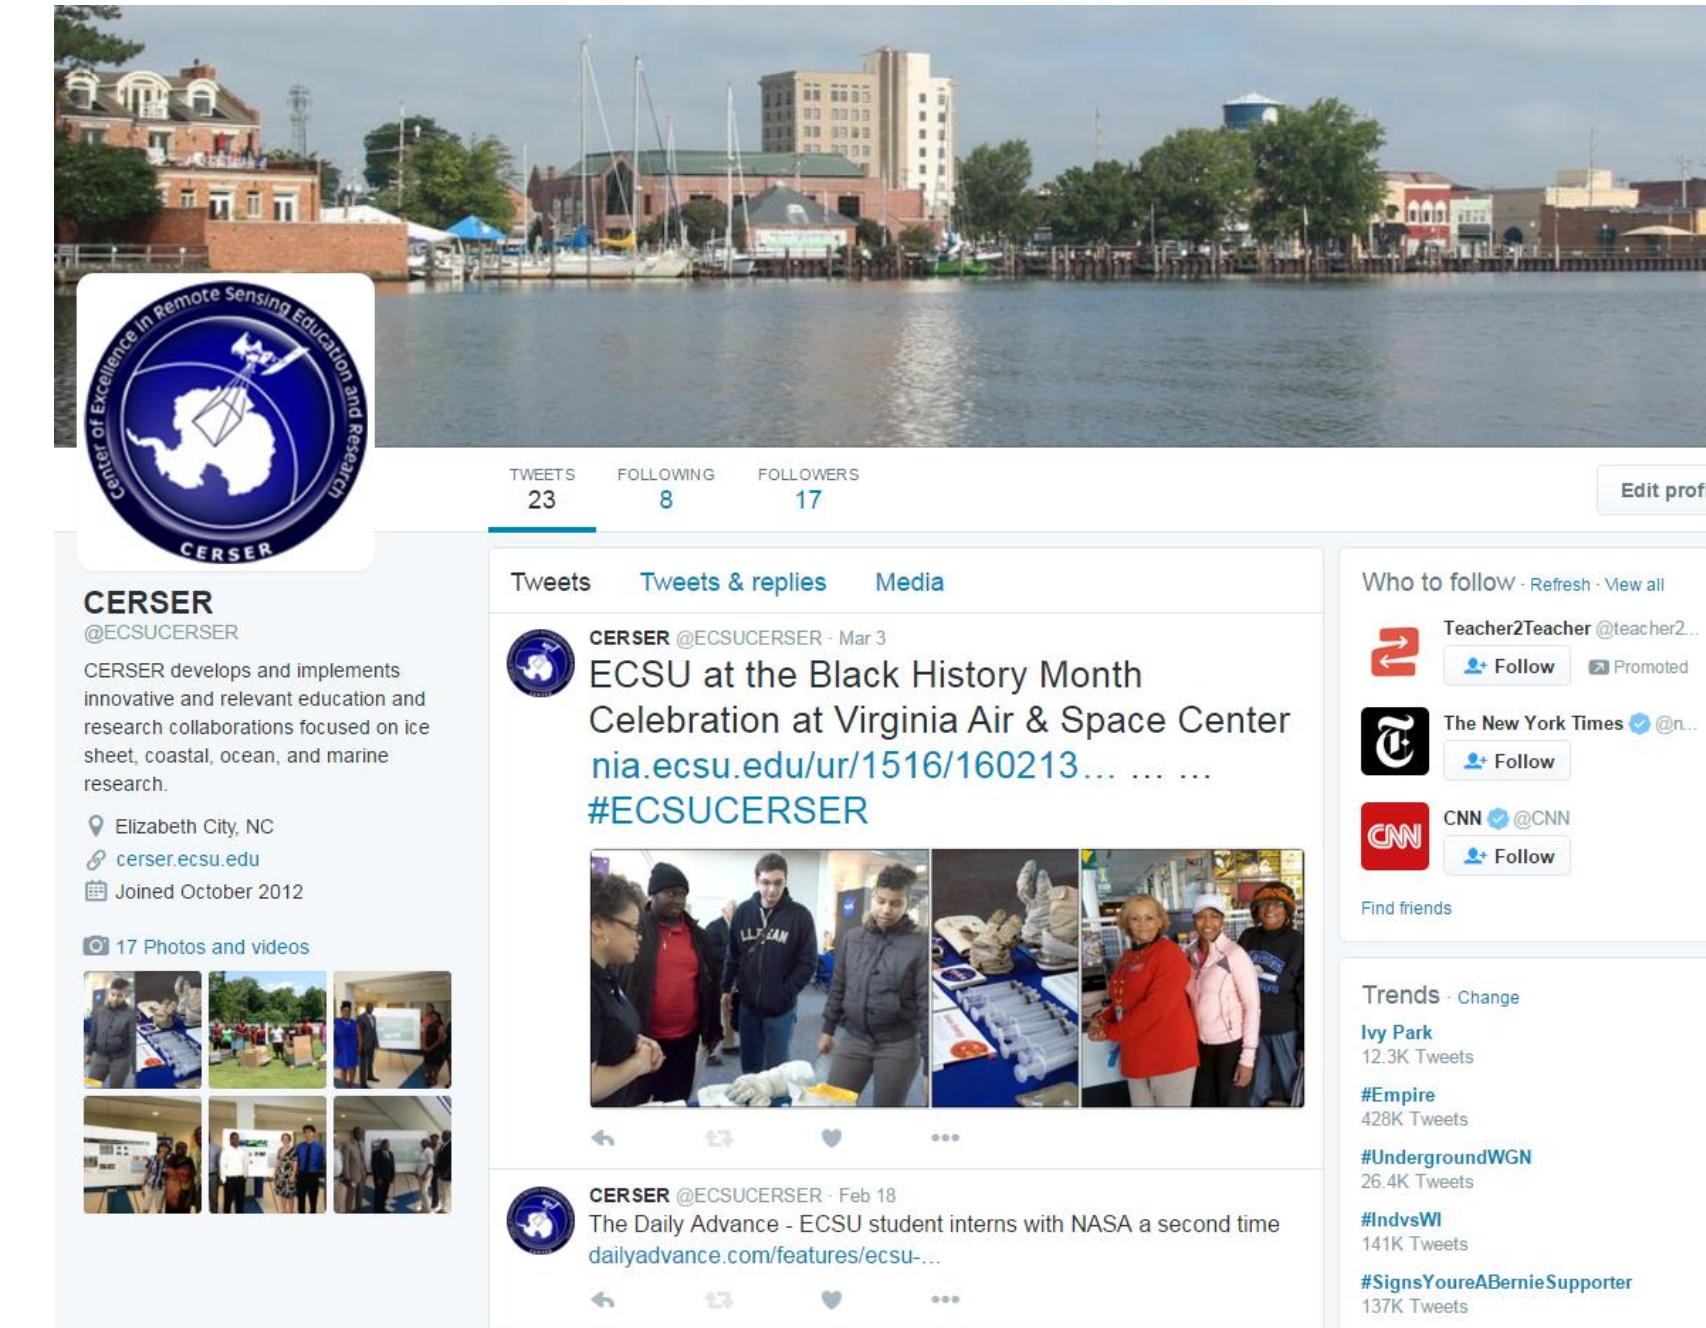 Center of Excellence in Remote Sensing Education and Research
CERSER
TWEETS FOLLOWING FOLLOWERS
23 8 17
Edit prof
CERSER
@ECSUCERSER
CERSER develops and implements
innovative and relevant education and
research collaborations focused on ice
sheet, coastal, ocean, and marine
research.
Elizabeth City, NC
cerser.ecsu.edu
Joined October 2012
17 Photos and videos
Tweets Tweets & replies Media
CERSER @ECSUCERSER · Mar 3
ECSU at the Black History Month
Celebration at Virginia Air & Space Center
nia.ecsu.edu/ur/1516/160213… … …
#ECSUCERSER
CERSER @ECSUCERSER · Feb 18
The Daily Advance - ECSU student interns with NASA a second time
dailyadvance.com/features/ecsu-…
Who to follow · Refresh · View all
Teacher2Teacher @teacher2...
Follow Promoted
The New York Times @n...
Follow
CNN
CNN @CNN
Follow
Find friends
Trends · Change
Ivy Park
12.3K Tweets
#Empire
428K Tweets
#UndergroundWGN
26.4K Tweets
#IndvsWI
141K Tweets
#SignsYoureABernieSupporter
137K Tweets